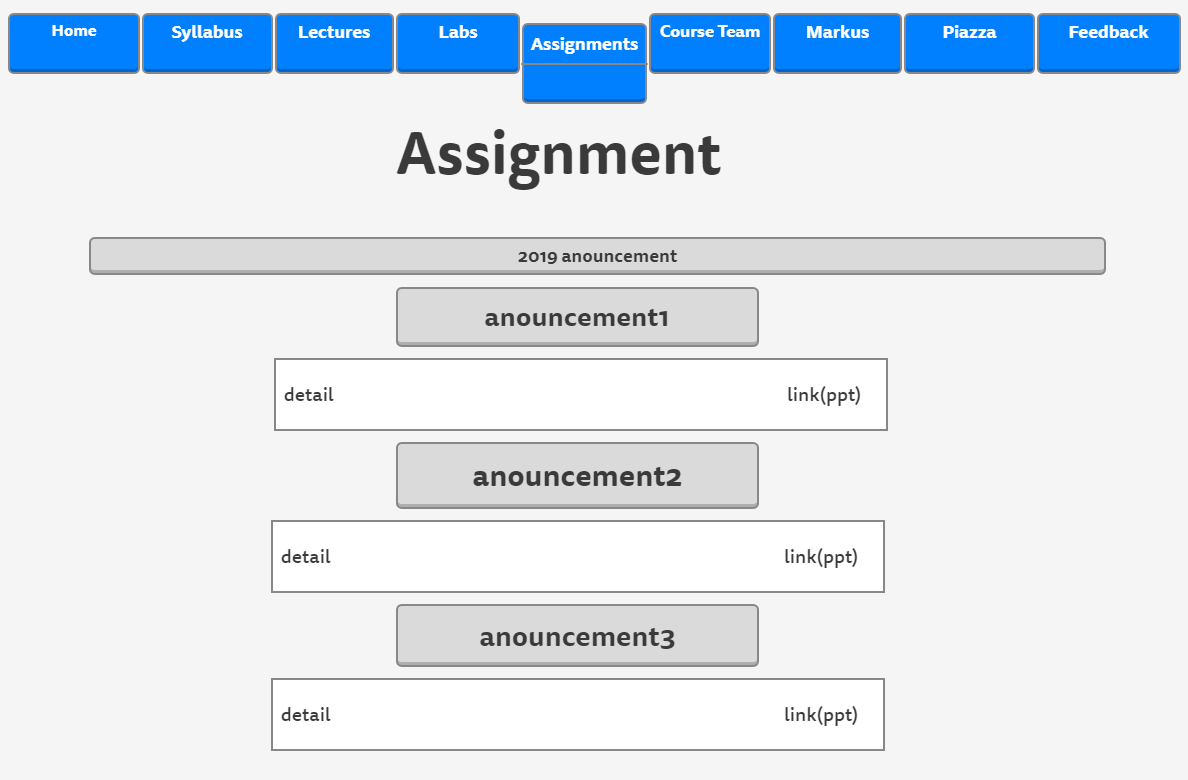 Home Syllabus Lectures Labs Assignments Course Team Markus Piazza Feedback
Assignment
2019 anouncement
anouncement1
detail link(ppt)
anouncement2
detail link(ppt)
anouncement3
detail link(ppt)